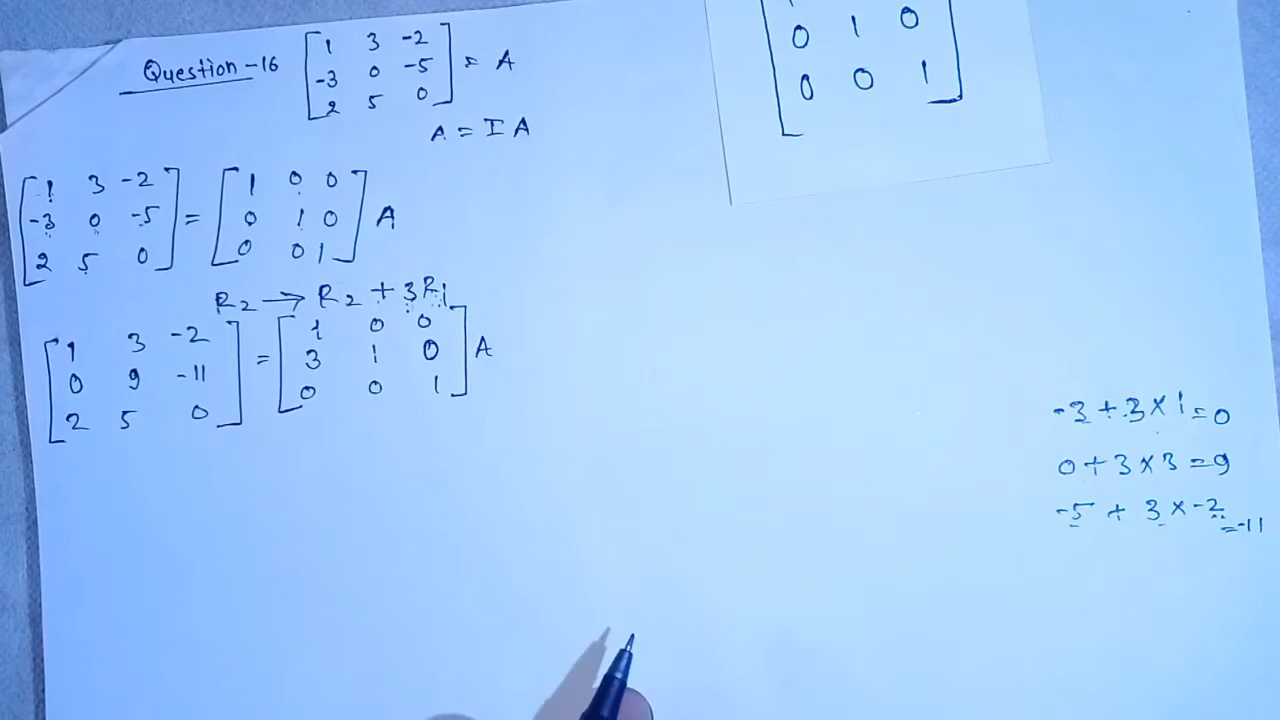 Question-16 [1 3 -2
-3 0 -5
2 5 0] = A
A = I A
[1 3 -2
-3 0 -5
2 5 0] = [1 0 0
0 1 0
0 0 1] A
R2 → R2 + 3R1
[1 3 -2
0 9 -11
2 5 0] = [1 0 0
3 1 0
0 0 1] A
0 1 0
0 0 1
-3 + 3 × 1 = 0
0 + 3 × 3 = 9
-5 + 3 × -2
= -11